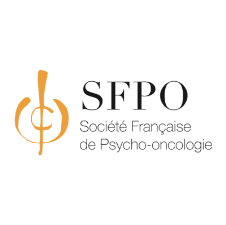 SFPO
Société Française
de Psycho-oncologie